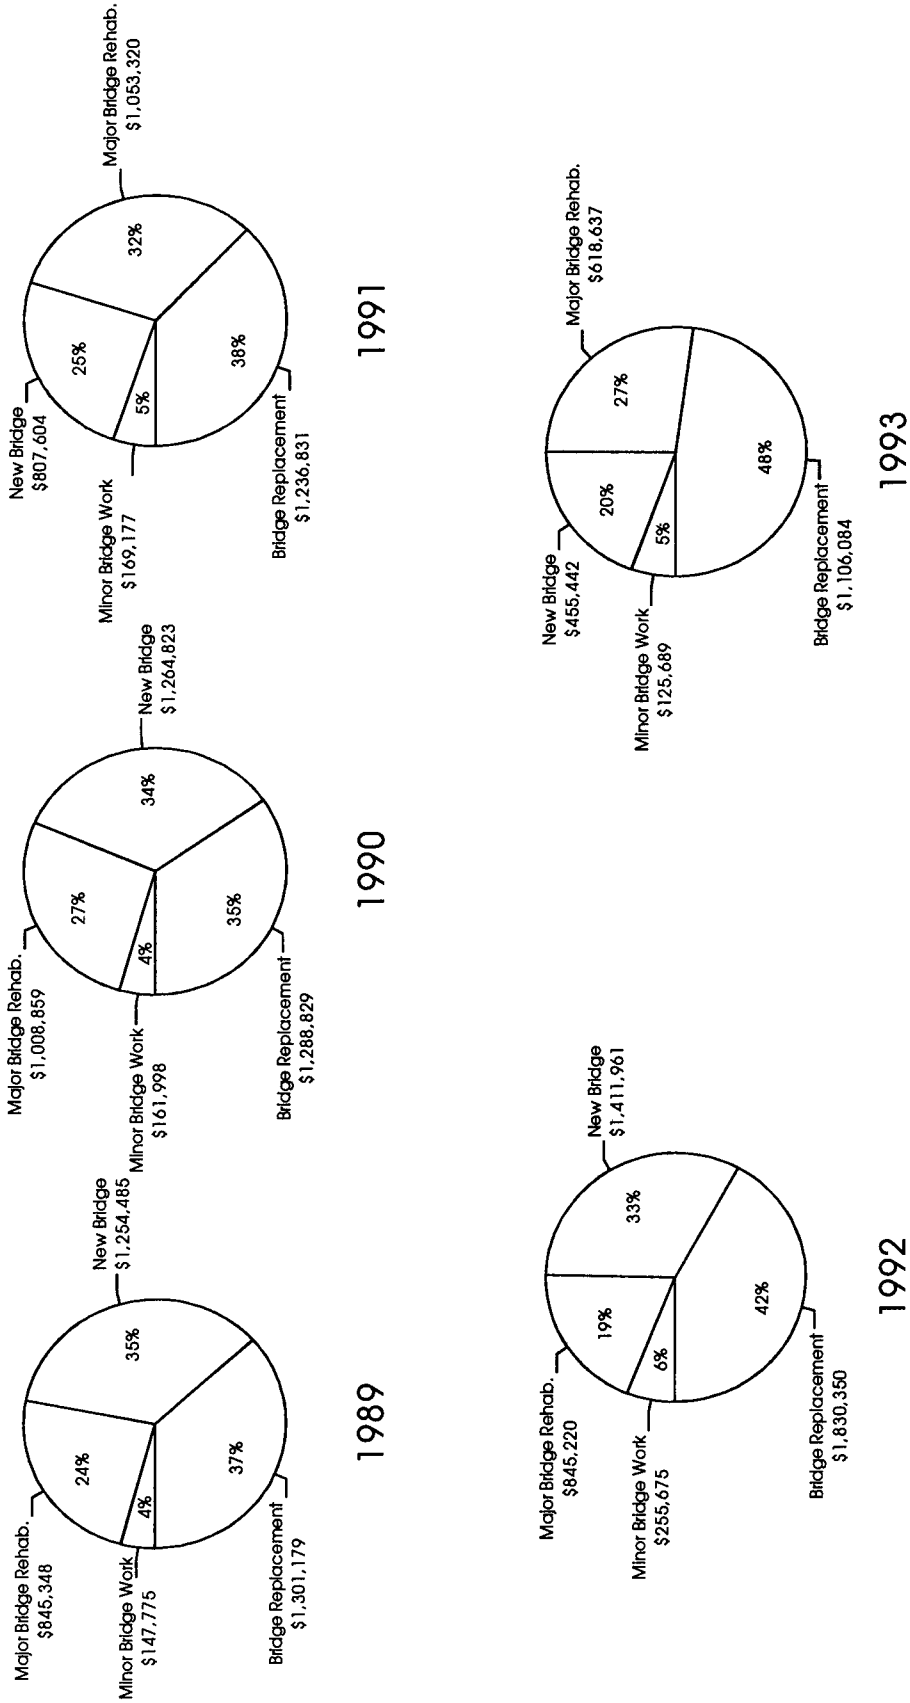 Major Bridge Rehab.
$845,348
24%
New Bridge
$1,254,485
35%
Minor Bridge Work
$147,775
4%
37%
Bridge Replacement
$1,301,179
1989
Major Bridge Rehab.
$1,008,859
27%
New Bridge
$1,264,823
34%
Minor Bridge Work
$161,998
4%
35%
Bridge Replacement
$1,288,829
1990
New Bridge
$807,604
25%
Major Bridge Rehab.
$1,053,320
32%
Minor Bridge Work
$169,177
5%
38%
Bridge Replacement
$1,236,831
1991
Major Bridge Rehab.
$845,220
19%
New Bridge
$1,411,961
33%
Minor Bridge Work
$255,675
6%
42%
Bridge Replacement
$1,830,350
1992
New Bridge
$455,442
20%
Major Bridge Rehab.
$618,637
27%
Minor Bridge Work
$125,689
5%
48%
Bridge Replacement
$1,106,084
1993